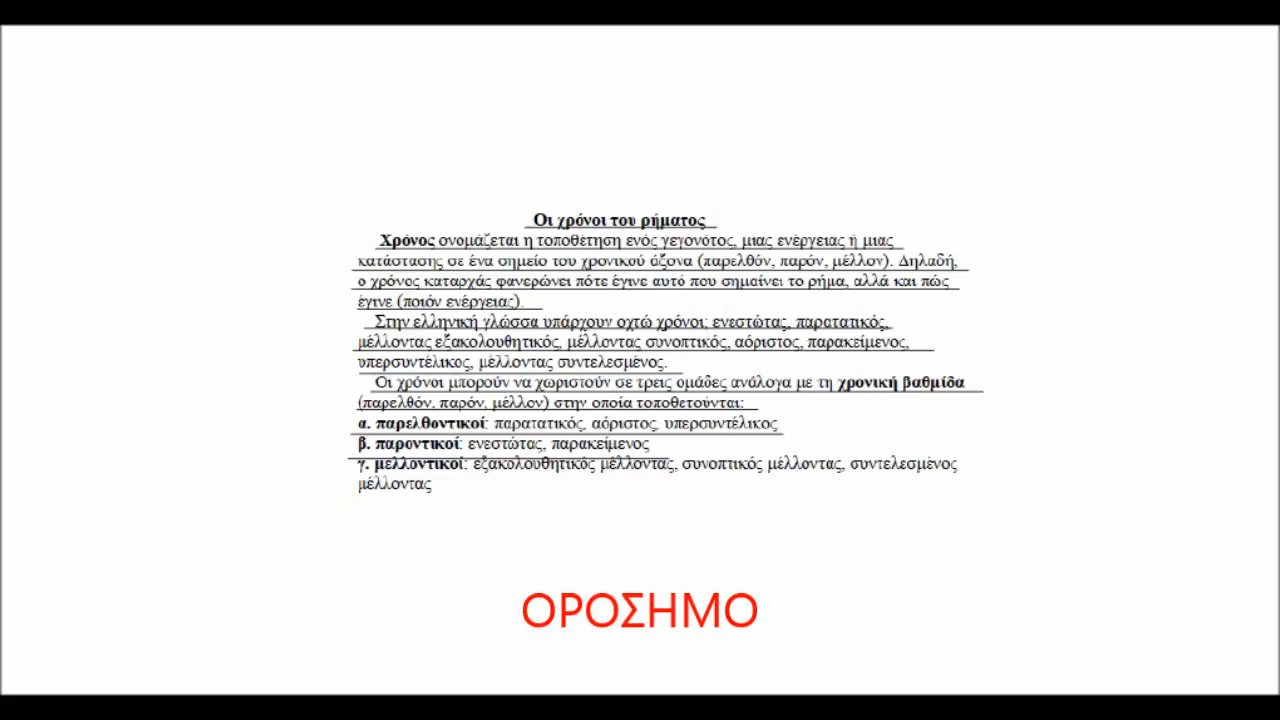 Οι χρόνοι του ρήματος
Χρόνος ονομάζεται η τοποθέτηση ενός γεγονότος, μιας ενέργειας ή μιας
κατάστασης σε ένα σημείο του χρονικού άξονα (παρελθόν, παρόν, μέλλον). Δηλαδή,
ο χρόνος καταρχάς φανερώνει πότε έγινε αυτό που σημαίνει το ρήμα, αλλά και πώς
έγινε (ποιόν ενέργειας).
Στην ελληνική γλώσσα υπάρχουν οχτώ χρόνοι: ενεστώτας, παρατατικός,
μέλλοντας εξακολουθητικός, μέλλοντας συνοπτικός, αόριστος, παρακείμενος,
υπερσυντέλικος, μέλλοντας συντελεσμένος.
Οι χρόνοι μπορούν να χωριστούν σε τρεις ομάδες ανάλογα με τη χρονική βαθμίδα
(παρελθόν, παρόν, μέλλον) στην οποία τοποθετούνται:
α. παρελθοντικοί: παρατατικός, αόριστος, υπερσυντέλικος
β. παροντικοί: ενεστώτας, παρακείμενος
γ. μελλοντικοί: εξακολουθητικός μέλλοντας, συνοπτικός μέλλοντας, συντελεσμένος
μέλλοντας
ΟΡΟΣΗΜΟ